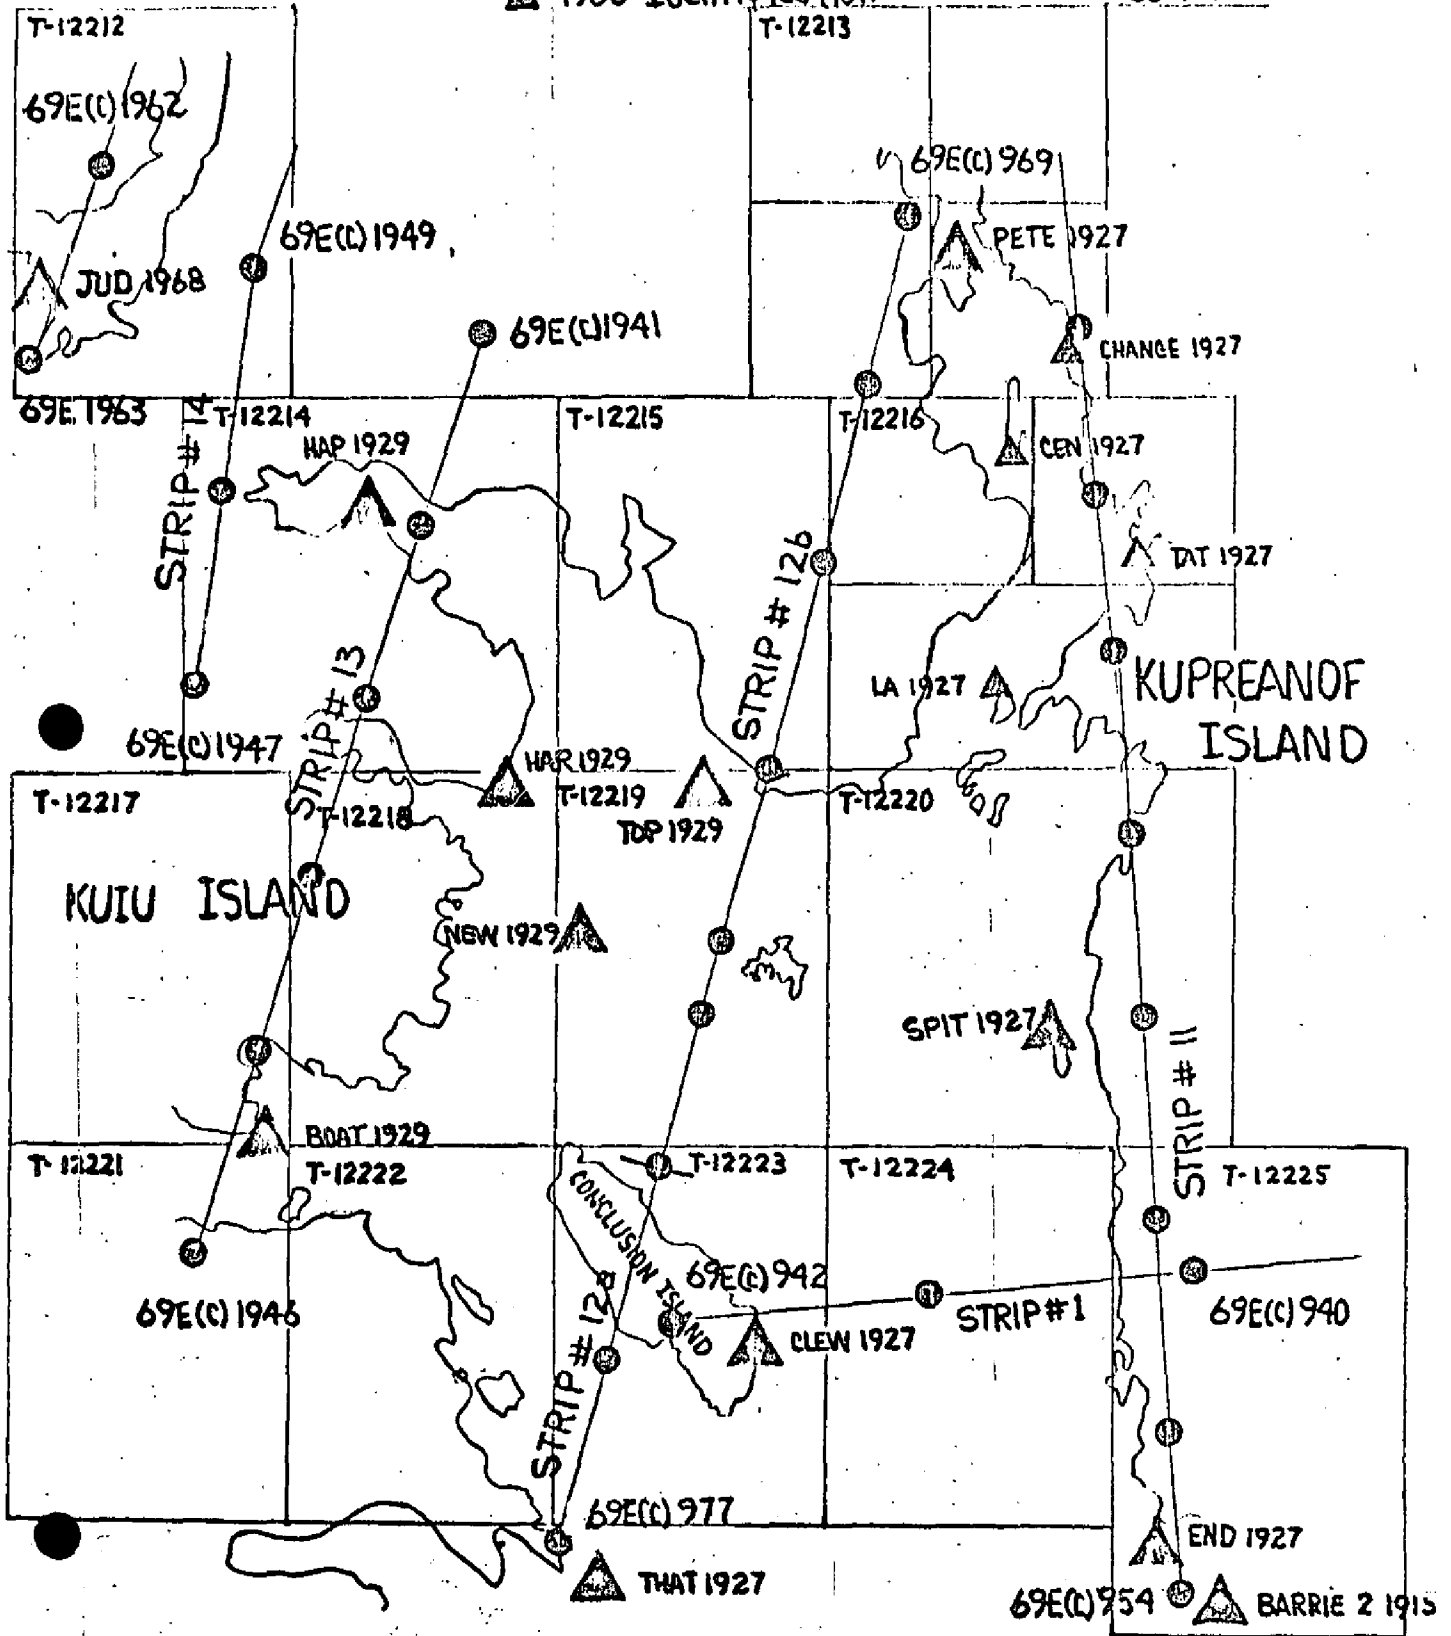 T-12212
T-12213
69E(C)1962
69E(C)969
69E(C)1949
PETE 1927
JUD 1968
69E(C)1941
CHANGE 1927
69E 1963
T-12214
T-12215
T-12216
STRIP #14
HAP 1929
CEN 1927
TAT 1927
STRIP #126
STRIP #13
LA 1927
KUPREANOF
ISLAND
69E(C)1947
HAR 1929
T-12217
T-12218
T-12219
T-12220
TOP 1929
KUIU ISLAND
NEW 1929
SPIT 1927
STRIP #11
BOAT 1929
T-12221
T-12222
T-12223
T-12224
T-12225
CONCLUSION ISLAND
69E(C)942
69E(C)1946
STRIP #1
69E(C)940
CLEW 1927
69E(C)977
END 1927
THAT 1927
69E(C)954
BARRIE 2 1915